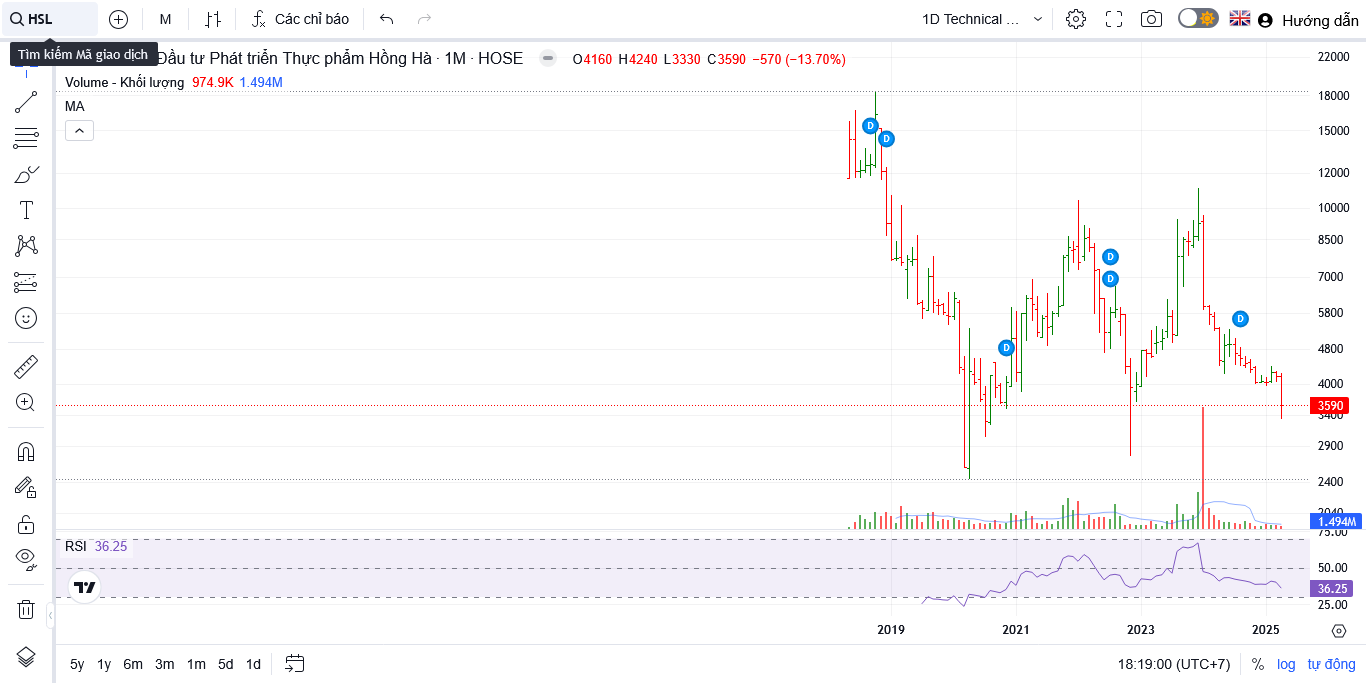 HSL
M
Các chỉ báo
1D Technical ...
Hướng dẫn
Tìm kiếm Mã giao dịch
Đầu tư Phát triển Thực phẩm Hồng Hà · 1M · HOSE
O4160 H4240 L3330 C3590 −570 (−13.70%)
Volume - Khối lượng 974.9K 1.494M
MA
D
D
D
D
D
D
22000
18000
15000
12000
10000
8500
7000
5800
4800
4000
3590
3400
2900
2400
2040
1.494M
75.00
RSI 36.25
50.00
36.25
25.00
2019
2021
2023
2025
5y 1y 6m 3m 1m 5d 1d
18:19:00 (UTC+7)
% log tự động